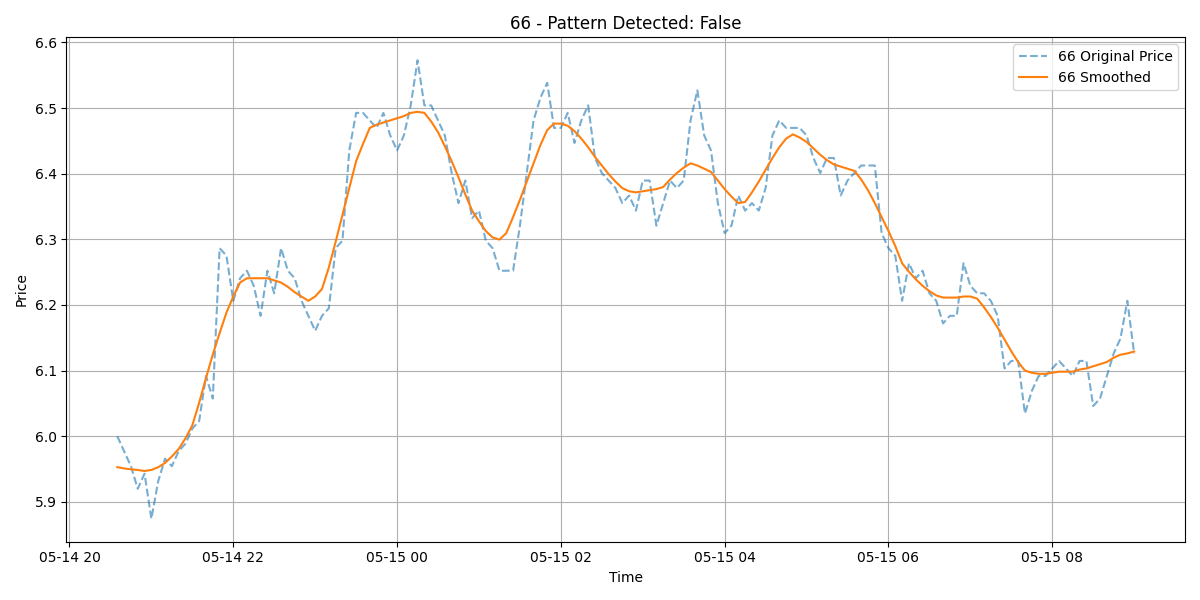 66 - Pattern Detected: False
66 Original Price
66 Smoothed
Price
6.6
6.5
6.4
6.3
6.2
6.1
6.0
5.9
05-14 20 05-14 22 05-15 00 05-15 02 05-15 04 05-15 06 05-15 08
Time